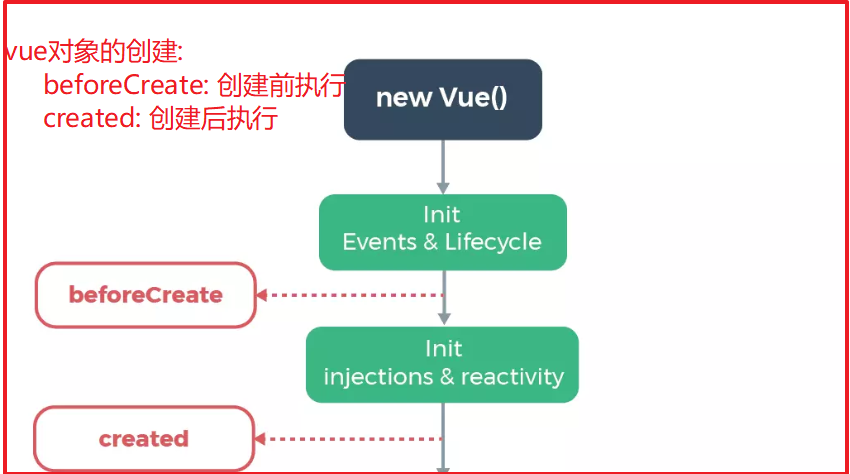 vue对象的创建:
beforeCreate: 创建前执行
created: 创建后执行
new Vue()
Init
Events & Lifecycle
beforeCreate
Init
injections & reactivity
created